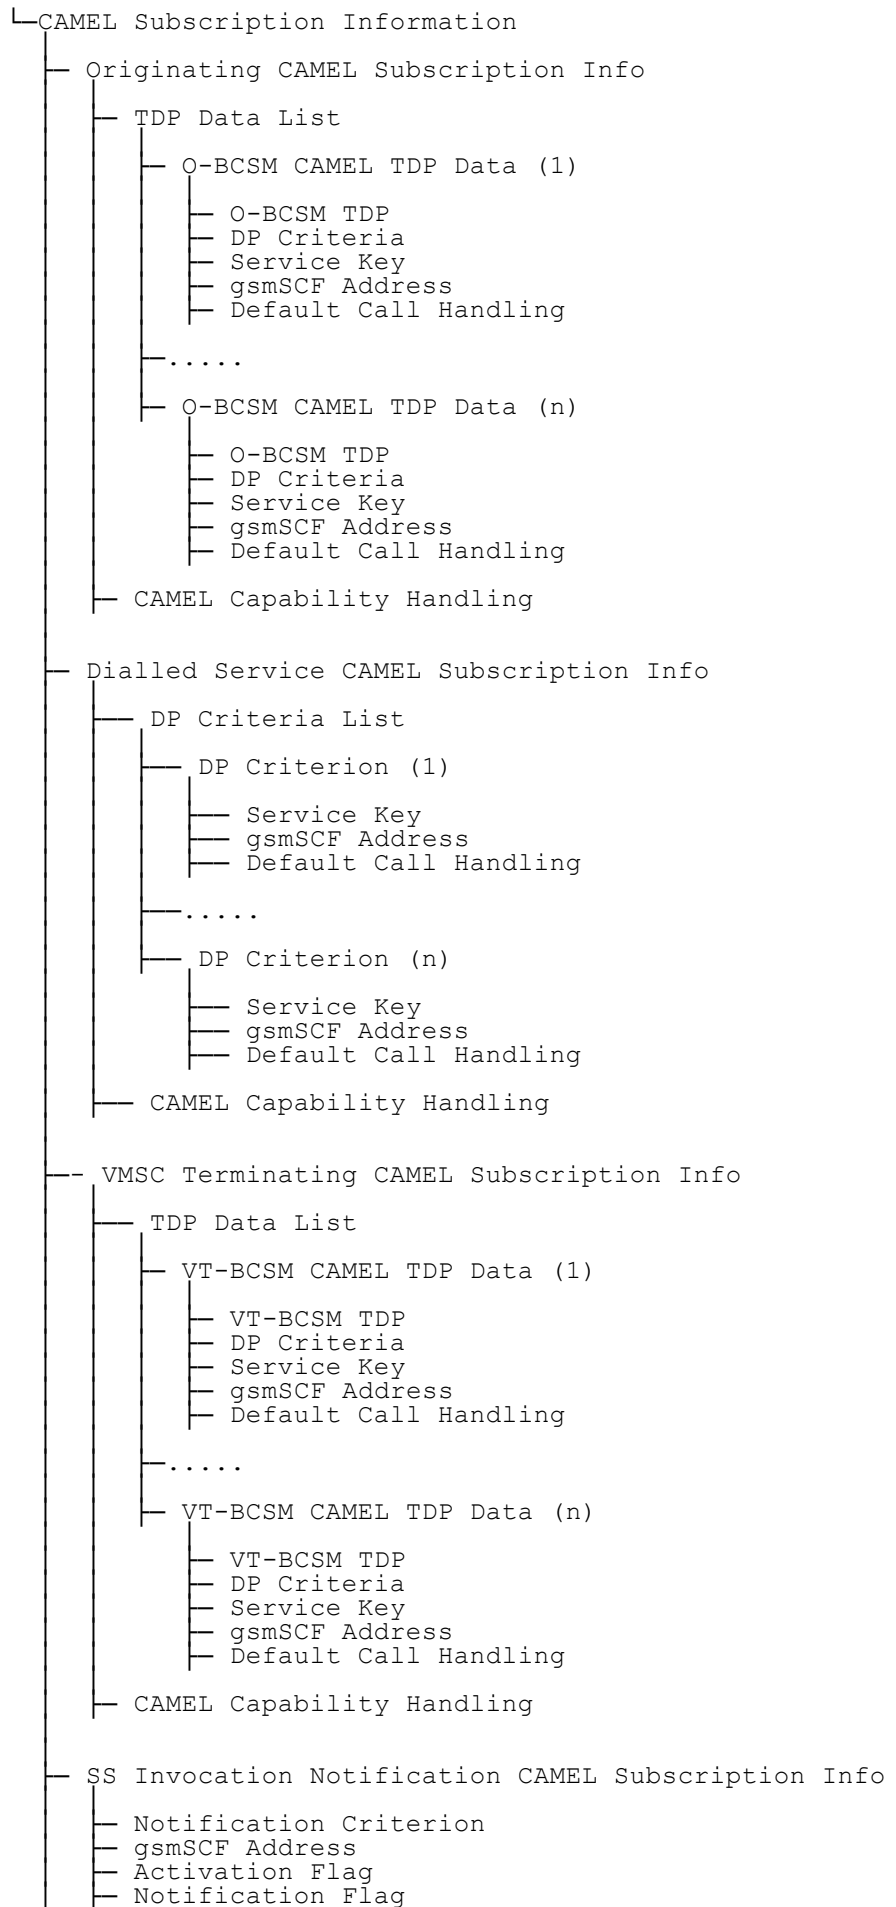 CAMEL Subscription Information
Originating CAMEL Subscription Info
TDP Data List
O-BCSM CAMEL TDP Data (1)
O-BCSM TDP
DP Criteria
Service Key
gsmSCF Address
Default Call Handling
.....
O-BCSM CAMEL TDP Data (n)
O-BCSM TDP
DP Criteria
Service Key
gsmSCF Address
Default Call Handling
CAMEL Capability Handling
Dialled Service CAMEL Subscription Info
DP Criteria List
DP Criterion (1)
Service Key
gsmSCF Address
Default Call Handling
.....
DP Criterion (n)
Service Key
gsmSCF Address
Default Call Handling
CAMEL Capability Handling
VMSC Terminating CAMEL Subscription Info
TDP Data List
VT-BCSM CAMEL TDP Data (1)
VT-BCSM TDP
DP Criteria
Service Key
gsmSCF Address
Default Call Handling
.....
VT-BCSM CAMEL TDP Data (n)
VT-BCSM TDP
DP Criteria
Service Key
gsmSCF Address
Default Call Handling
CAMEL Capability Handling
SS Invocation Notification CAMEL Subscription Info
Notification Criterion
gsmSCF Address
Activation Flag
Notification Flag